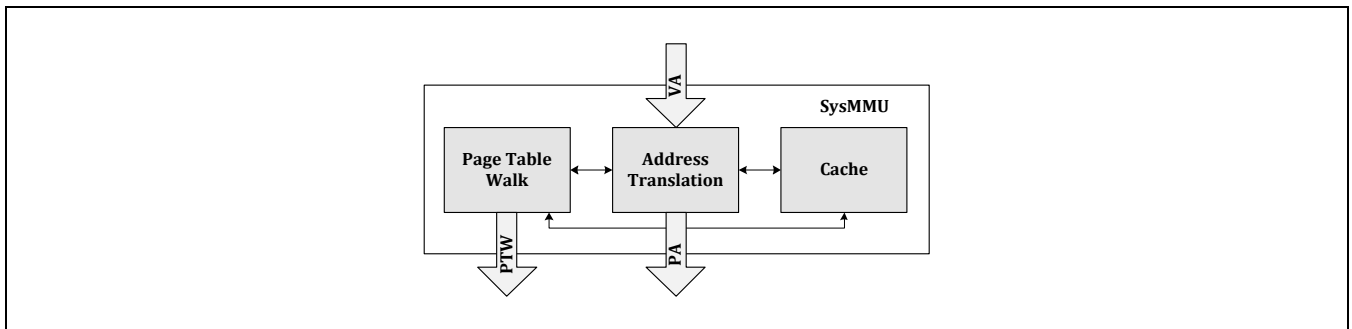 VA
SysMMU
Page Table
Walk
Address
Translation
Cache
PTW
PA